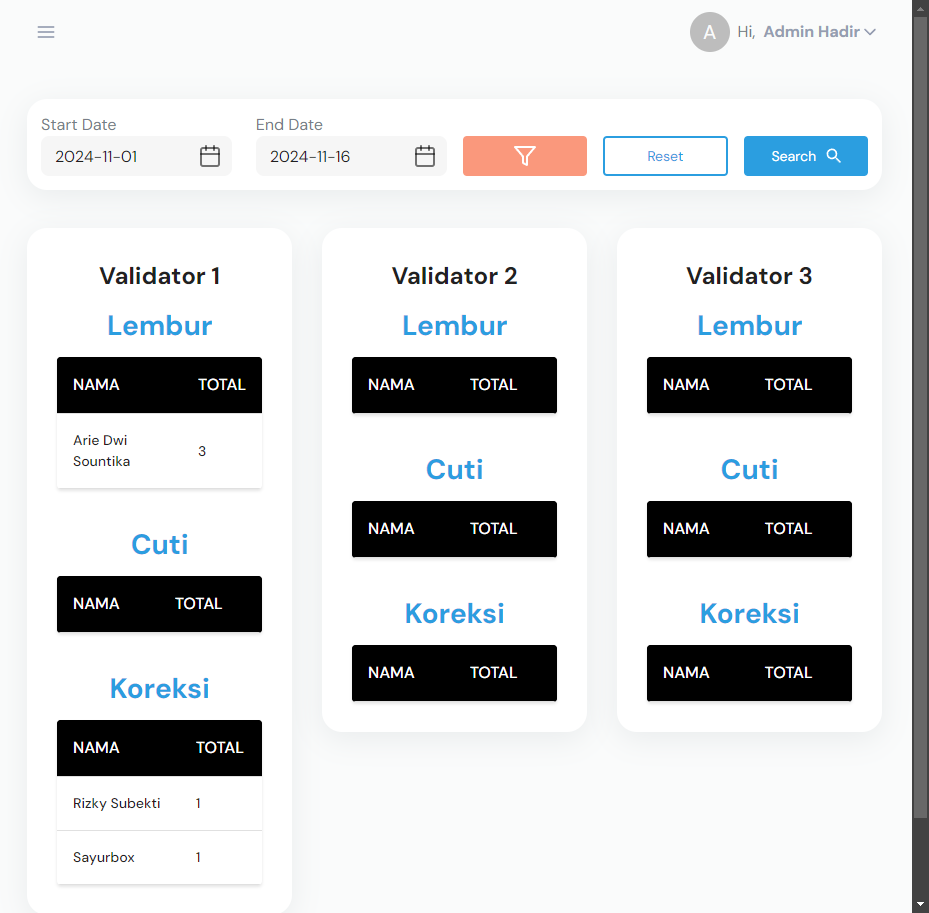 A Hi, Admin Hadir
Start Date
2024-11-01
End Date
2024-11-16
Reset
Search
Validator 1
Lembur
NAMA TOTAL
Arie Dwi
Sountika
3
Cuti
NAMA TOTAL
Koreksi
NAMA TOTAL
Rizky Subekti 1
Sayurbox 1
Validator 2
Lembur
NAMA TOTAL
Cuti
NAMA TOTAL
Koreksi
NAMA TOTAL
Validator 3
Lembur
NAMA TOTAL
Cuti
NAMA TOTAL
Koreksi
NAMA TOTAL